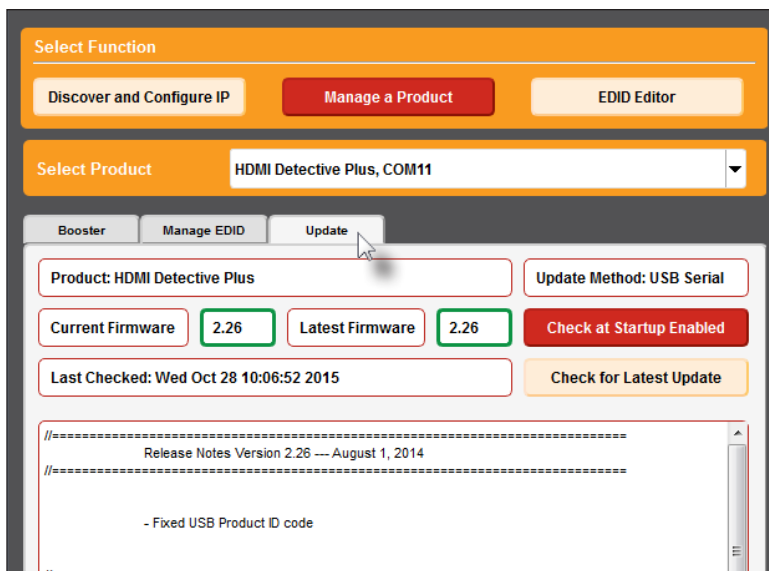 Select Function
Discover and Configure IP Manage a Product EDID Editor
Select Product HDMI Detective Plus, COM11
Booster Manage EDID Update
Product: HDMI Detective Plus Update Method: USB Serial
Current Firmware 2.26 Latest Firmware 2.26 Check at Startup Enabled
Last Checked: Wed Oct 28 10:06:52 2015 Check for Latest Update
//==============================================================================
Release Notes Version 2.26 --- August 1, 2014
//==============================================================================
- Fixed USB Product ID code